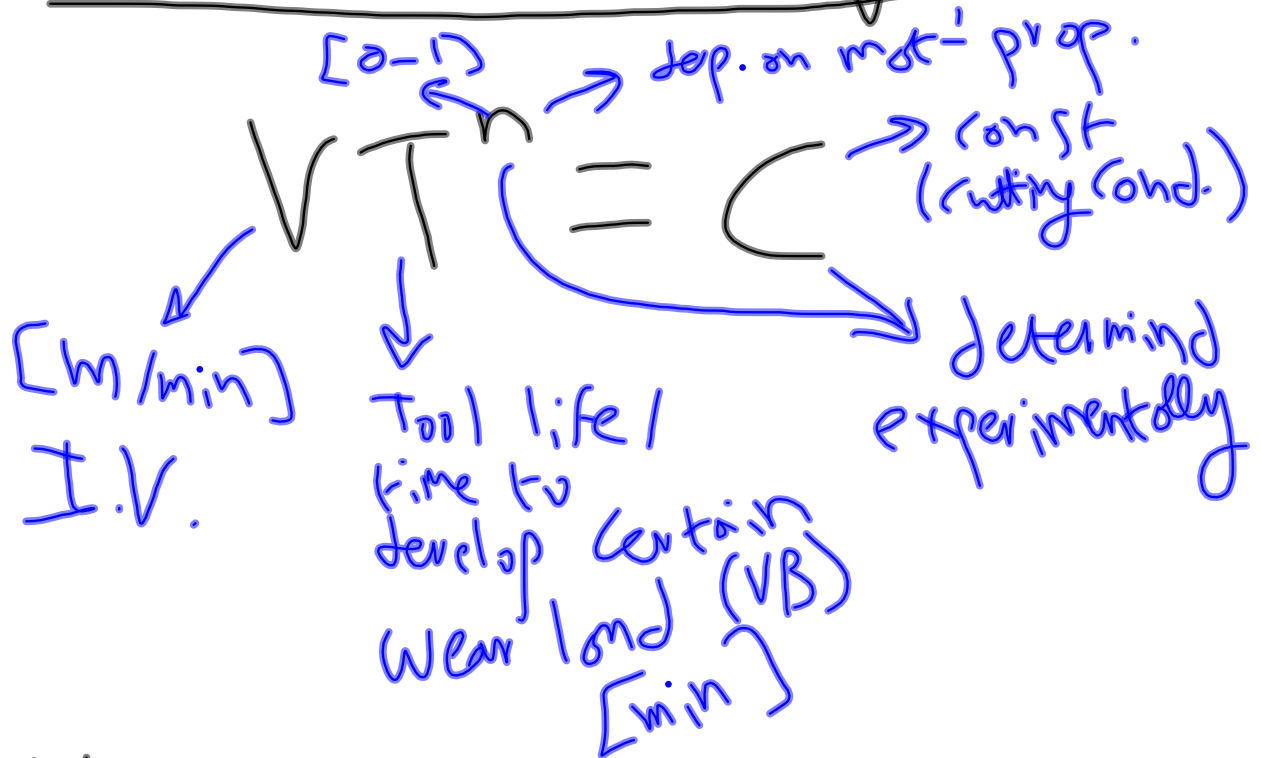 [0-1]
dep. on mat-l prop.
VTⁿ = C
const
(cutting cond.)
[m/min]
I.V.
Tool life/
time to
develop certain
wear land (VB)
[min]
determind
experimentally